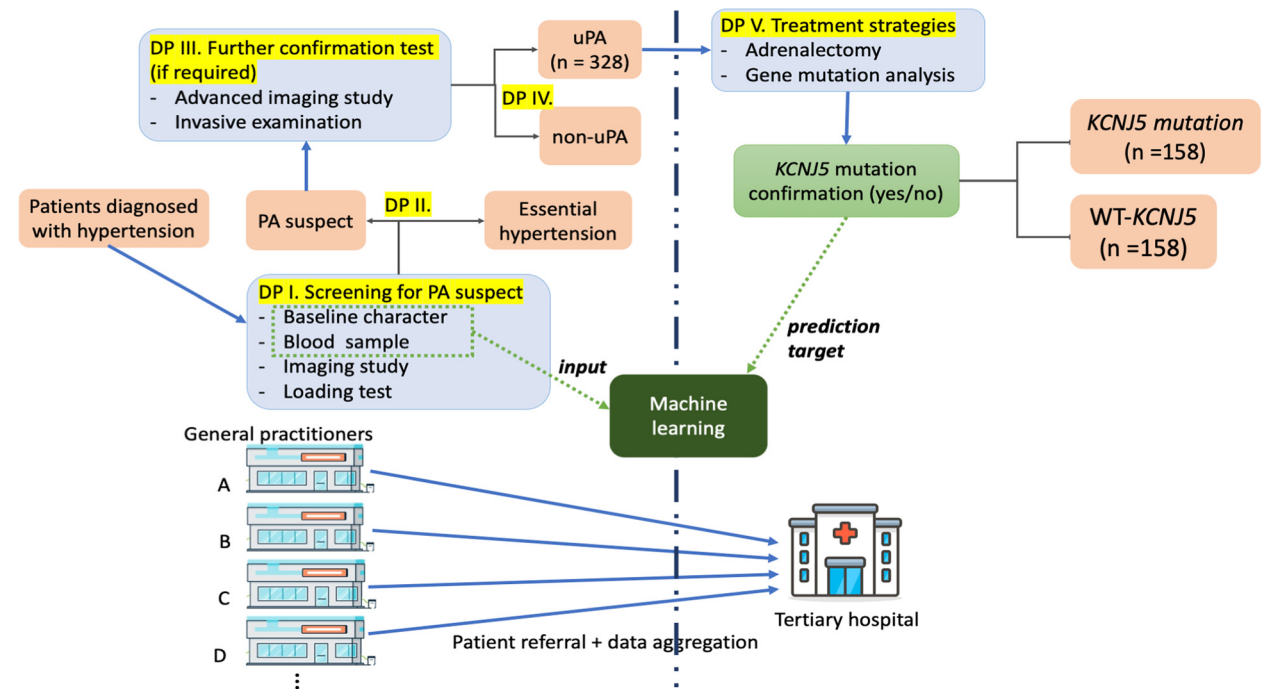 DP III. Further confirmation test
(if required)
- Advanced imaging study
- Invasive examination
uPA
(n = 328)
DP IV.
non-uPA
DP V. Treatment strategies
- Adrenalectomy
- Gene mutation analysis
KCNJ5 mutation
confirmation (yes/no)
KCNJ5 mutation
(n =158)
WT-KCNJ5
(n =158)
Patients diagnosed
with hypertension
PA suspect
DP II.
Essential
hypertension
DP I. Screening for PA suspect
- Baseline character
- Blood sample
- Imaging study
- Loading test
input
prediction
target
Machine
learning
General practitioners
A
B
C
D
Tertiary hospital
Patient referral + data aggregation